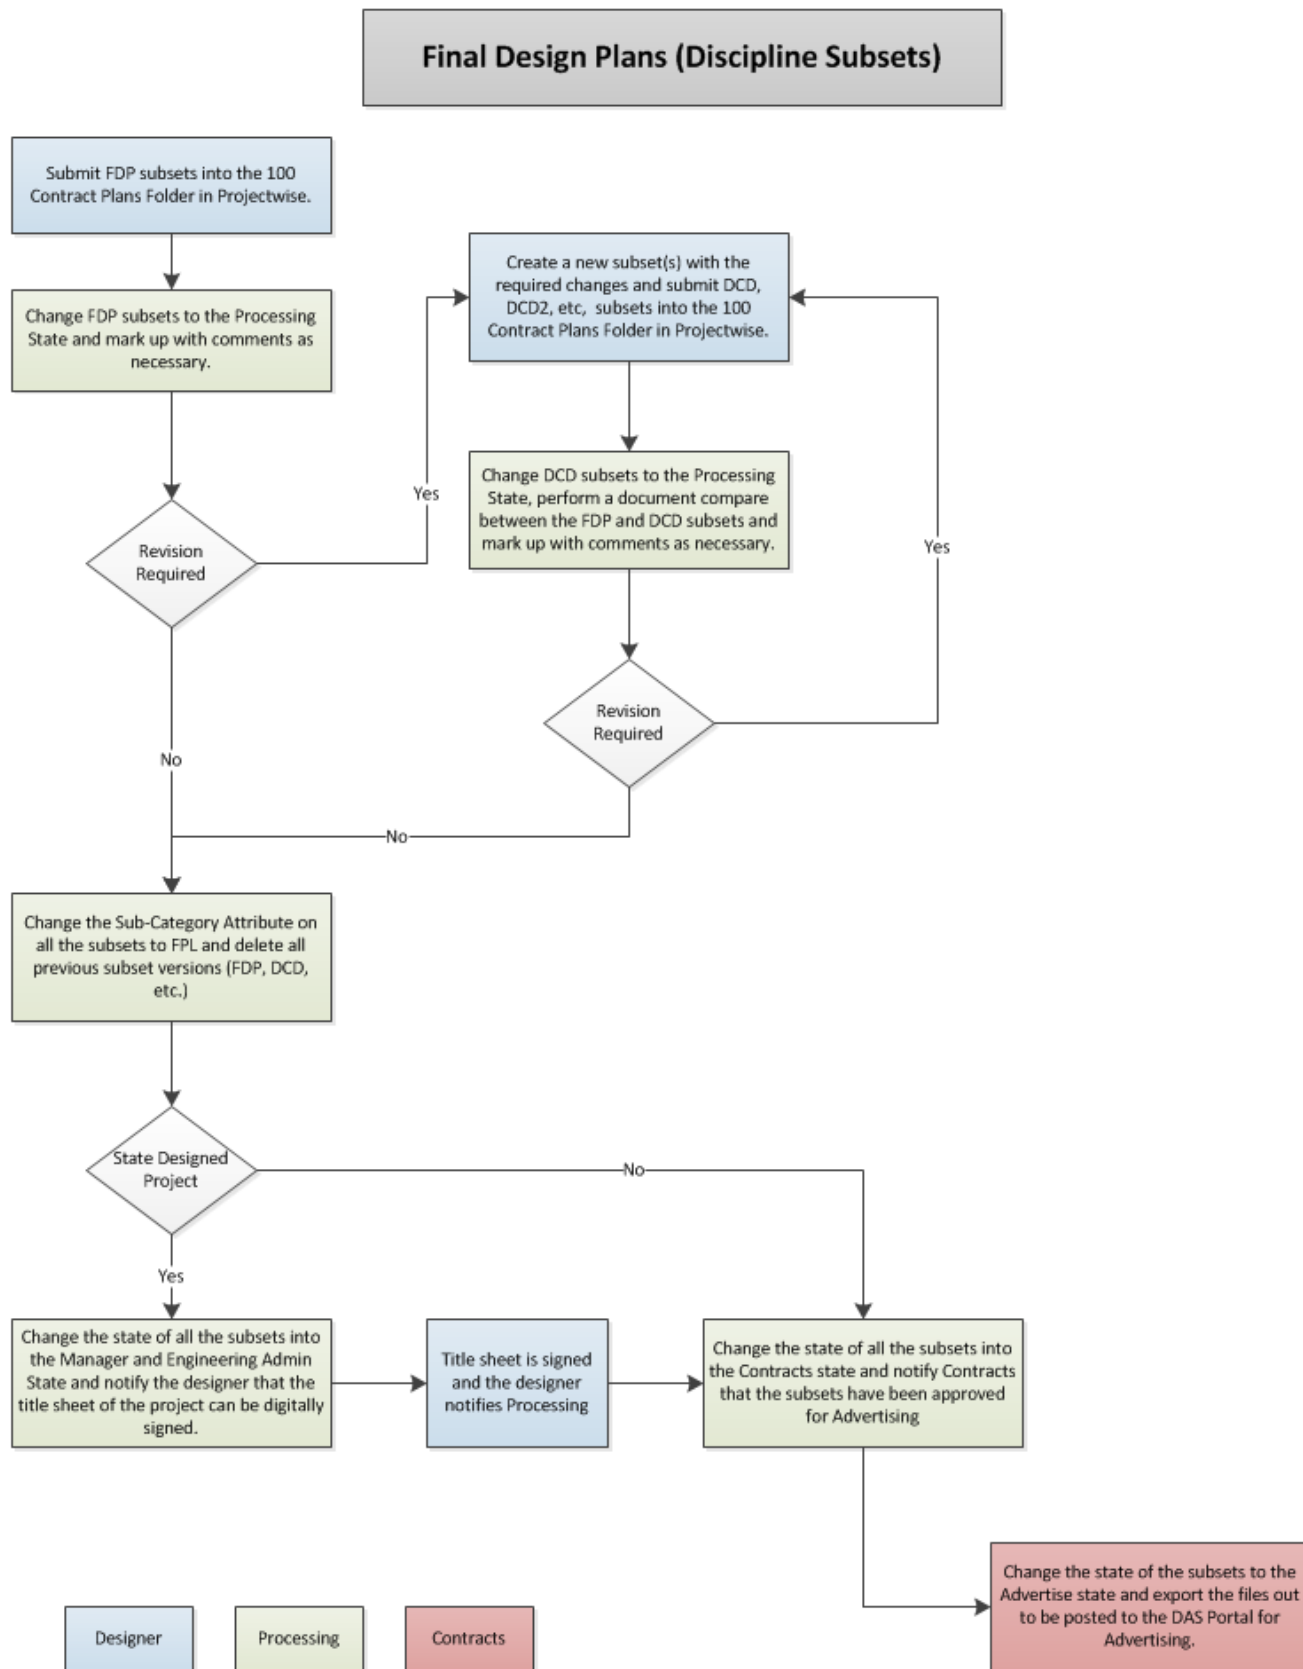 Final Design Plans (Discipline Subsets)
Submit FDP subsets into the 100
Contract Plans Folder in Projectwise.
Change FDP subsets to the Processing
State and mark up with comments as
necessary.
Revision
Required
Yes
Create a new subset(s) with the
required changes and submit DCD,
DCD2, etc,  subsets into the 100
Contract Plans Folder in Projectwise.
Change DCD subsets to the Processing
State, perform a document compare
between the FDP and DCD subsets and
mark up with comments as necessary.
Yes
Revision
Required
No
No
Change the Sub-Category Attribute on
all the subsets to FPL and delete all
previous subset versions (FDP, DCD,
etc.)
State Designed
Project
No
Yes
Change the state of all the subsets into
the Manager and Engineering Admin
State and notify the designer that the
title sheet of the project can be digitally
signed.
Title sheet is signed
and the designer
notifies Processing
Change the state of all the subsets into
the Contracts state and notify Contracts
that the subsets have been approved
for Advertising
Change the state of the subsets to the
Advertise state and export the files out
to be posted to the DAS Portal for
Advertising.
Designer
Processing
Contracts